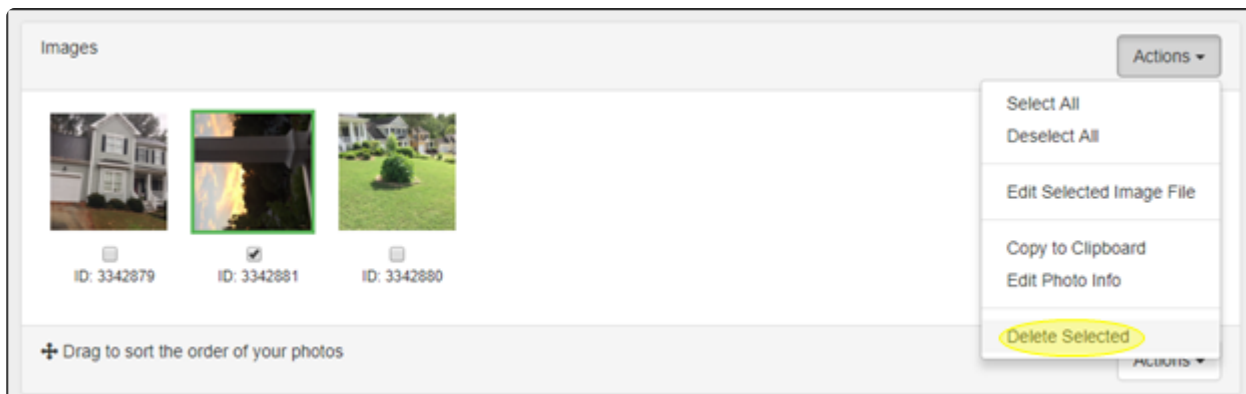 Images
Actions
Select All
Deselect All
Edit Selected Image File
Copy to Clipboard
Edit Photo Info
Delete Selected
ID: 3342879
ID: 3342881
ID: 3342880
Drag to sort the order of your photos
Actions